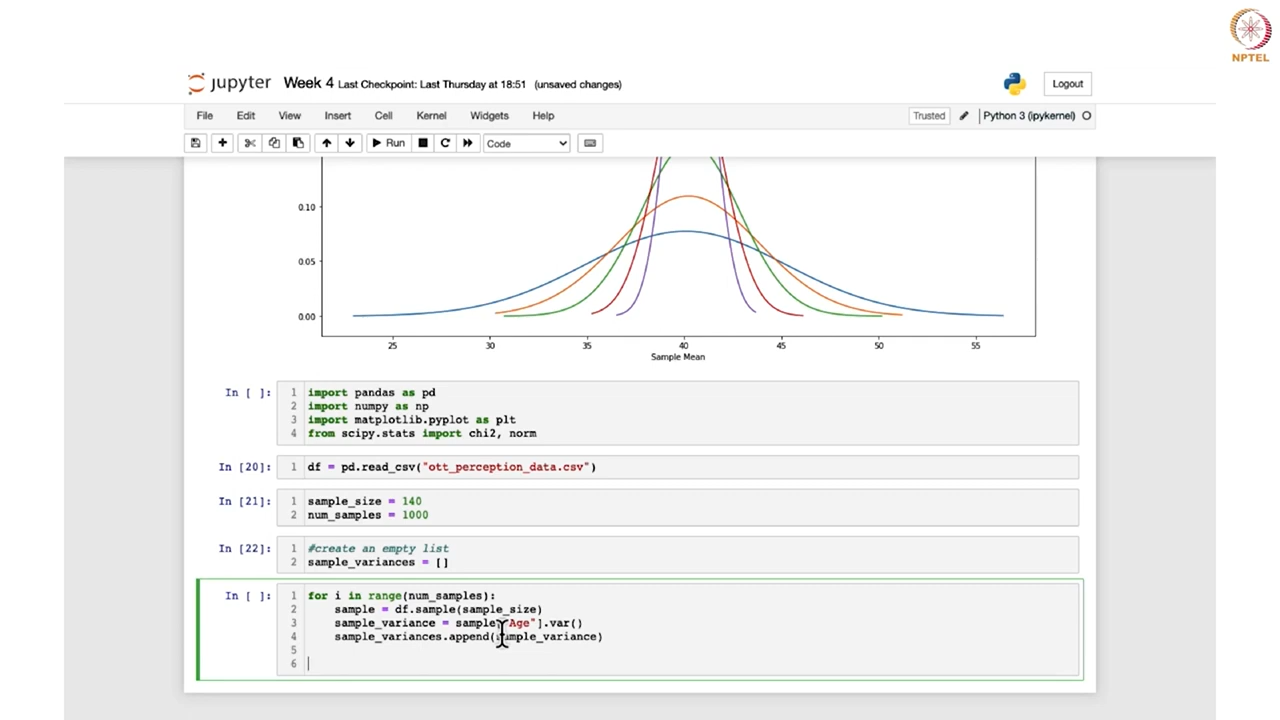 NPTEL
jupyter Week 4 Last Checkpoint: Last Thursday at 18:51 (unsaved changes)
Logout
File Edit View Insert Cell Kernel Widgets Help
Trusted Python 3 (ipykernel)
Run Code
0.10
0.05
0.00
25 30 35 40 45 50 55
Sample Mean
In [ ]: 1 import pandas as pd
2 import numpy as np
3 import matplotlib.pyplot as plt
4 from scipy.stats import chi2, norm
In [20]: 1 df = pd.read_csv("ott_perception_data.csv")
In [21]: 1 sample_size = 140
2 num_samples = 1000
In [22]: 1 #create an empty list
2 sample_variances = []
In [ ]: 1 for i in range(num_samples):
2 sample = df.sample(sample_size)
3 sample_variance = sample["Age"].var()
4 sample_variances.append(sample_variance)
5
6